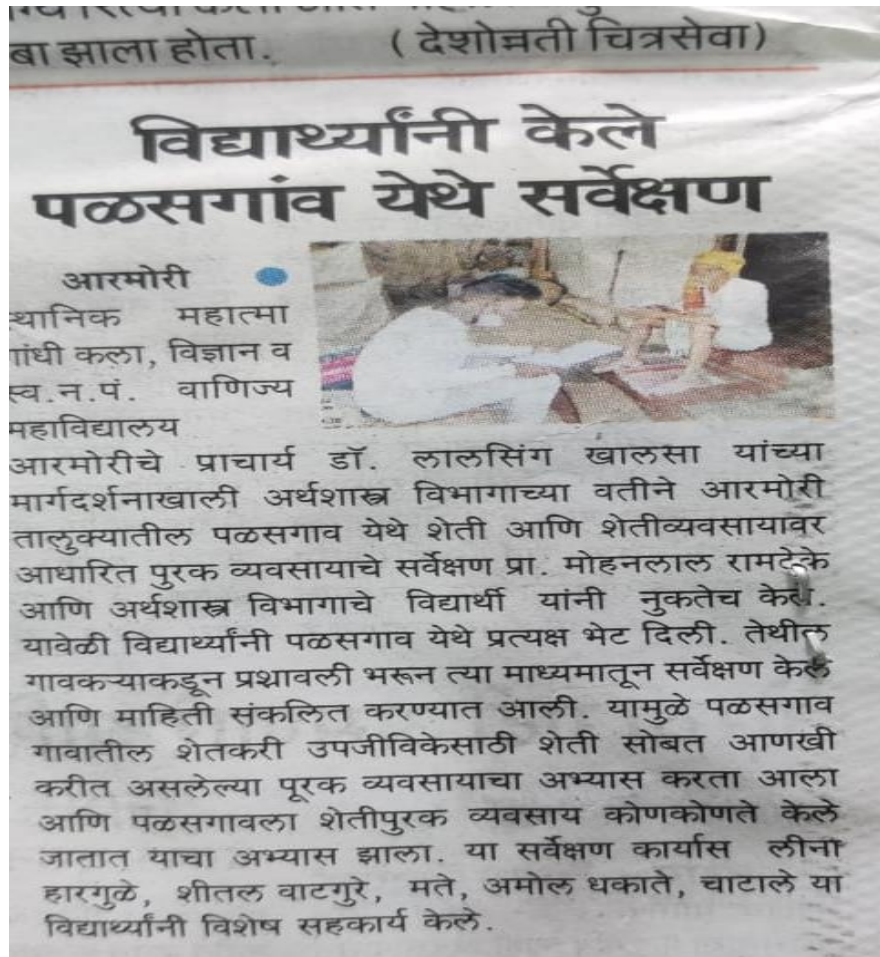 बा झाला होता. ( देशोन्नती चित्रसेवा)
विद्यार्थ्यांनी केले
पळसगांव येथे सर्वेक्षण
आरमोरी
थानिक महात्मा
गांधी कला, विज्ञान व
स्व.न.पं. वाणिज्य
महाविद्यालय
आरमोरीचे प्राचार्य डॉ. लालसिंग खालसा यांच्या
मार्गदर्शनाखाली अर्थशास्त्र विभागाच्या वतीने आरमोरी
तालुक्यातील पळसगाव येथे शेती आणि शेतीव्यवसायावर
आधारित पुरक व्यवसायाचे सर्वेक्षण प्रा. मोहनलाल रामटेके
आणि अर्थशास्त्र विभागाचे विद्यार्थी यांनी नुकतेच केले.
यावेळी विद्यार्थ्यांनी पळसगाव येथे प्रत्यक्ष भेट दिली. तेथील
गावकऱ्याकडून प्रशावली भरून त्या माध्यमातून सर्वेक्षण केले
आणि माहिती संकलित करण्यात आली. यामुळे पळसगाव
गावातील शेतकरी उपजीविकेसाठी शेती सोबत आणखी
करीत असलेल्या पूरक व्यवसायाचा अभ्यास करता आला
आणि पळसगावला शेतीपुरक व्यवसाय कोणकोणते केले
जातात याचा अभ्यास झाला. या सर्वेक्षण कार्यास लीना
हारगुळे, शीतल वाटगुरे, मते, अमोल धकाते, चाटाले या
विद्यार्थ्यांनी विशेष सहकार्य केले.